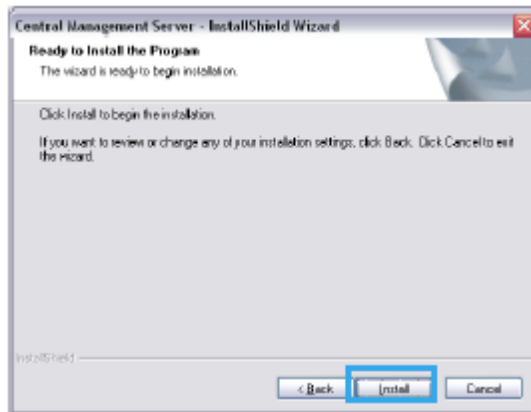 Central Management Server - InstallShield Wizard
Ready to Install the Program
The wizard is ready to begin installation.
Click Install to begin the installation.
If you want to review or change any of your installation settings, click Back. Click Cancel to exit
the wizard.
InstallShield
< Back
Install
Cancel